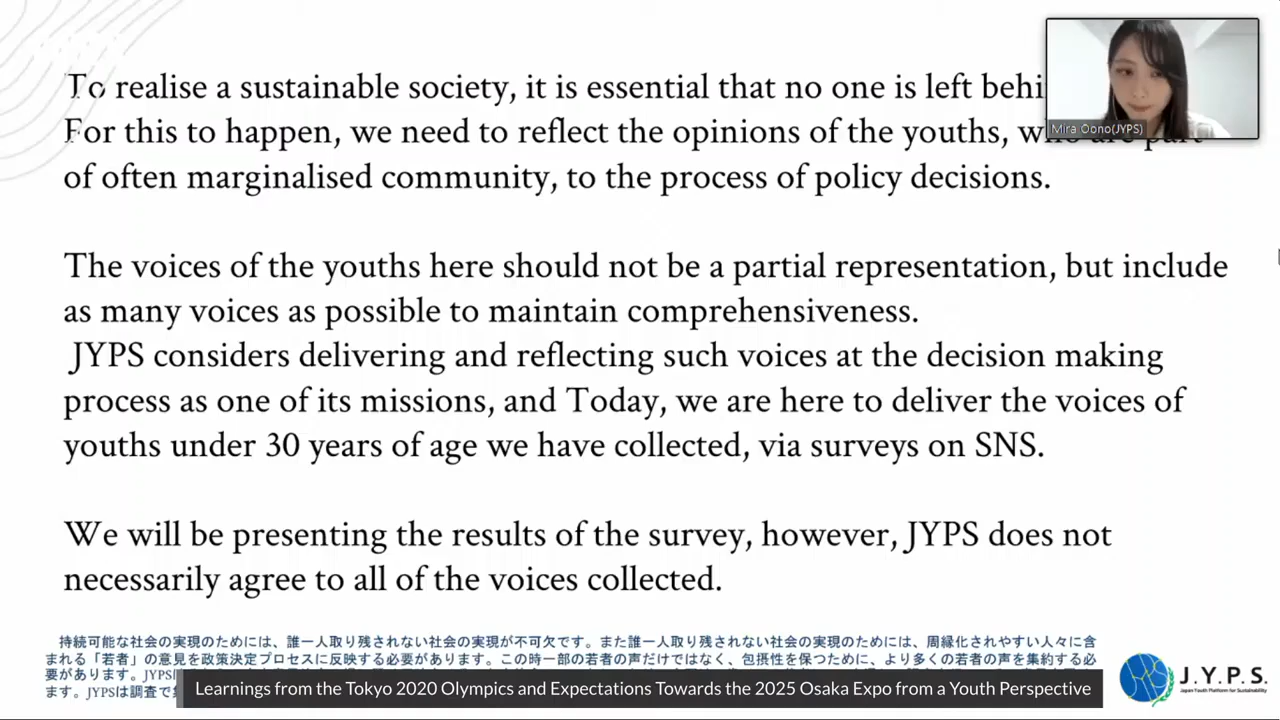 To realise a sustainable society, it is essential that no one is left behi
For this to happen, we need to reflect the opinions of the youths, who are part
of often marginalised community, to the process of policy decisions.
The voices of the youths here should not be a partial representation, but include
as many voices as possible to maintain comprehensiveness.
JYPS considers delivering and reflecting such voices at the decision making
process as one of its missions, and Today, we are here to deliver the voices of
youths under 30 years of age we have collected, via surveys on SNS.
We will be presenting the results of the survey, however, JYPS does not
necessarily agree to all of the voices collected.
Mira Oono(JYPS)
持続可能な社会の実現のためには、誰一人取り残されない社会の実現が不可欠です。また誰一人取り残されない社会の実現のためには、周縁化されやすい人々に含
まれる「若者」の意見を政策決定プロセスに反映する必要があります。この時一部の若者の声だけではなく、包摂性を保つために、より多くの若者の声を集約する必
要があります。JYPS
ます。JYPSは調査で
Learnings from the Tokyo 2020 Olympics and Expectations Towards the 2025 Osaka Expo from a Youth Perspective
J.Y.P.S.
Japan Youth Platform for Sustainability